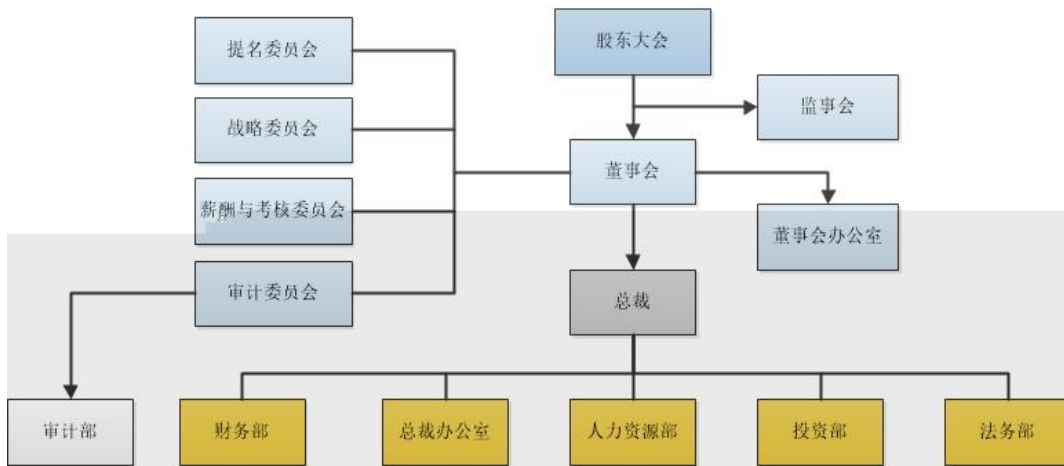 提名委员会
股东大会
战略委员会
监事会
董事会
薪酬与考核委员会
董事会办公室
审计委员会
总裁
审计部
财务部
总裁办公室
人力资源部
投资部
法务部